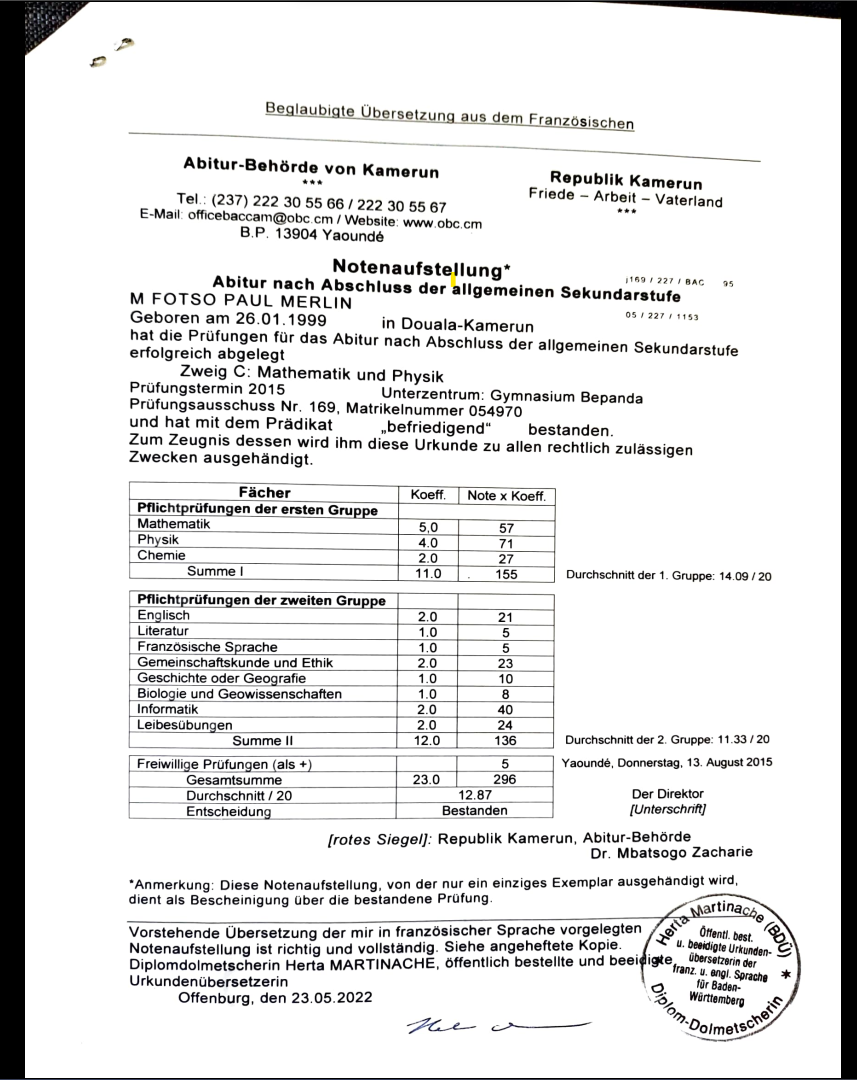 Beglaubigte Übersetzung aus dem Französischen
Abitur-Behörde von Kamerun
***
Tel.: (237) 222 30 55 66 / 222 30 55 67
E-Mail: officebaccam@obc.cm / Website: www.obc.cm
B.P. 13904 Yaoundé
Republik Kamerun
Friede – Arbeit – Vaterland
***
Notenaufstellung*
j169 / 227 / BAC 95
Abitur nach Abschluss der allgemeinen Sekundarstufe
M FOTSO PAUL MERLIN
05 / 227 / 1153
Geboren am 26.01.1999 in Douala-Kamerun
hat die Prüfungen für das Abitur nach Abschluss der allgemeinen Sekundarstufe
erfolgreich abgelegt
Zweig C: Mathematik und Physik
Prüfungstermin 2015 Unterzentrum: Gymnasium Bepanda
Prüfungsausschuss Nr. 169, Matrikelnummer 054970
und hat mit dem Prädikat „befriedigend" bestanden.
Zum Zeugnis dessen wird ihm diese Urkunde zu allen rechtlich zulässigen
Zwecken ausgehändigt.
Fächer Koeff. Note x Koeff.
Pflichtprüfungen der ersten Gruppe
Mathematik 5,0 57
Physik 4.0 71
Chemie 2.0 27
Summe I 11.0 155 Durchschnitt der 1. Gruppe: 14.09 / 20
Pflichtprüfungen der zweiten Gruppe
Englisch 2.0 21
Literatur 1.0 5
Französische Sprache 1.0 5
Gemeinschaftskunde und Ethik 2.0 23
Geschichte oder Geografie 1.0 10
Biologie und Geowissenschaften 1.0 8
Informatik 2.0 40
Leibesübungen 2.0 24
Summe II 12.0 136 Durchschnitt der 2. Gruppe: 11.33 / 20
Freiwillige Prüfungen (als +) 5 Yaoundé, Donnerstag, 13. August 2015
Gesamtsumme 23.0 296
Durchschnitt / 20 12.87 Der Direktor
Entscheidung Bestanden [Unterschrift]
[rotes Siegel]: Republik Kamerun, Abitur-Behörde
Dr. Mbatsogo Zacharie
*Anmerkung: Diese Notenaufstellung, von der nur ein einziges Exemplar ausgehändigt wird,
dient als Bescheinigung über die bestandene Prüfung.
Vorstehende Übersetzung der mir in französischer Sprache vorgelegten
Notenaufstellung ist richtig und vollständig. Siehe angeheftete Kopie.
Diplomdolmetscherin Herta MARTINACHE, öffentlich bestellte und beeidigte
Urkundenübersetzerin
Offenburg, den 23.05.2022
Herta Martinache (BDÜ)
Öffentl. best.
u. beeidigte Urkunden-
übersetzerin der
franz. u. engl. Sprache
für Baden-
Württemberg
*
Diplom-Dolmetscherin